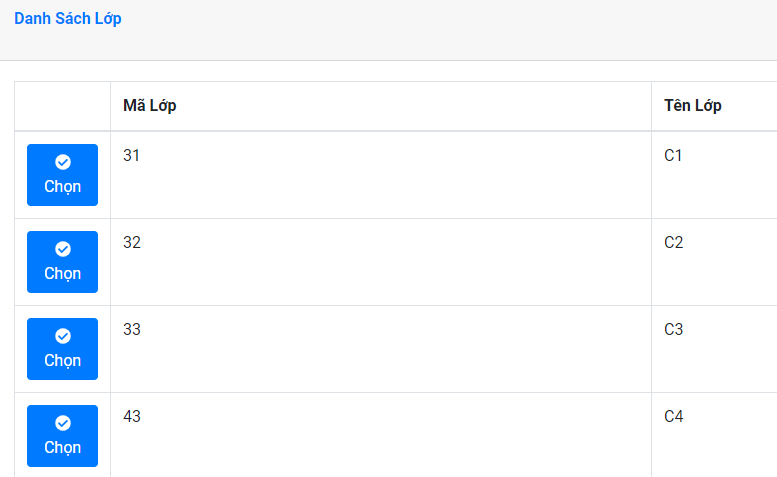 Danh Sách Lớp
Mã Lớp Tên Lớp
Chọn 31 C1
Chọn 32 C2
Chọn 33 C3
Chọn 43 C4